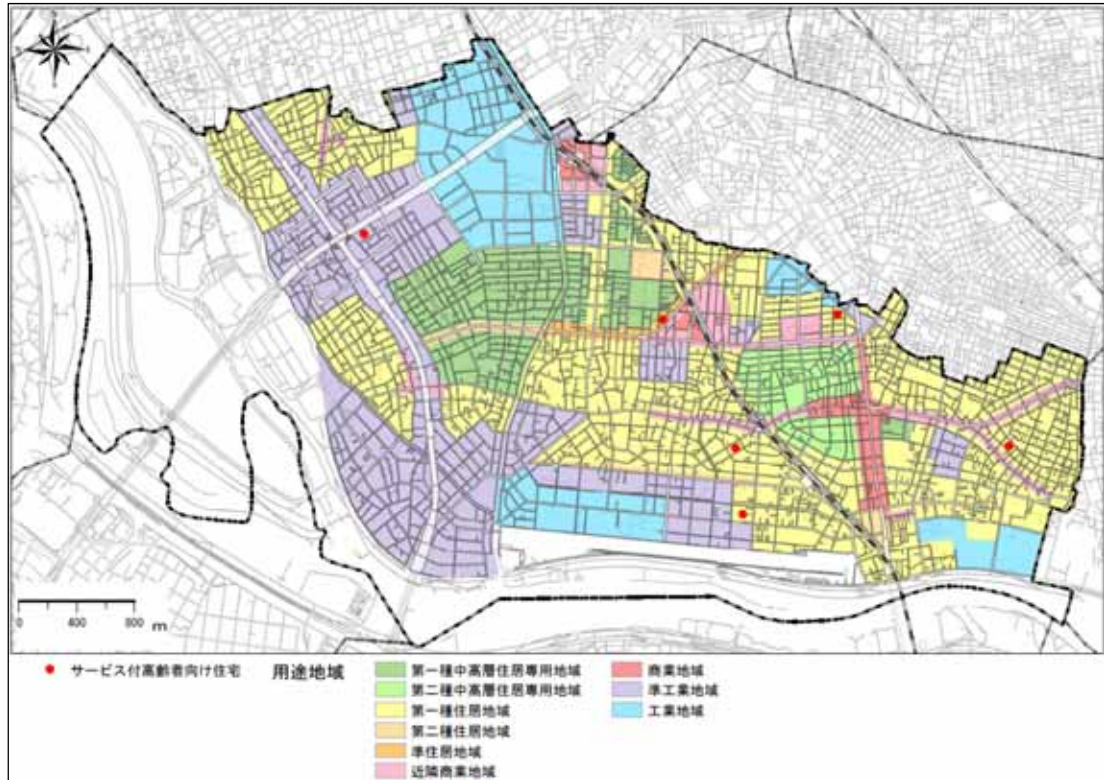 0 400 800 m
サービス付高齢者向け住宅
用途地域
第一種中高層住居専用地域
第二種中高層住居専用地域
第一種住居地域
第二種住居地域
準住居地域
近隣商業地域
商業地域
準工業地域
工業地域